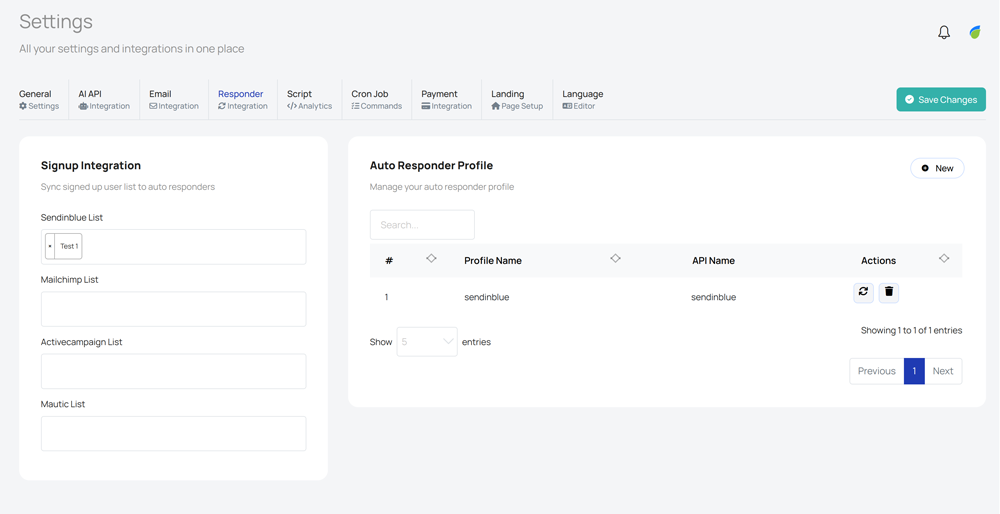 Settings
All your settings and integrations in one place
General
Settings
AI API
Integration
Email
Integration
Responder
Integration
Script
</> Analytics
Cron Job
Commands
Payment
Integration
Landing
Page Setup
Language
Editor
Save Changes
Signup Integration
Sync signed up user list to auto responders
Sendinblue List
× Test 1
Mailchimp List
Activecampaign List
Mautic List
Auto Responder Profile
New
Manage your auto responder profile
Search...
# Profile Name API Name Actions
1 sendinblue sendinblue
Showing 1 to 1 of 1 entries
Show 5 entries
Previous 1 Next